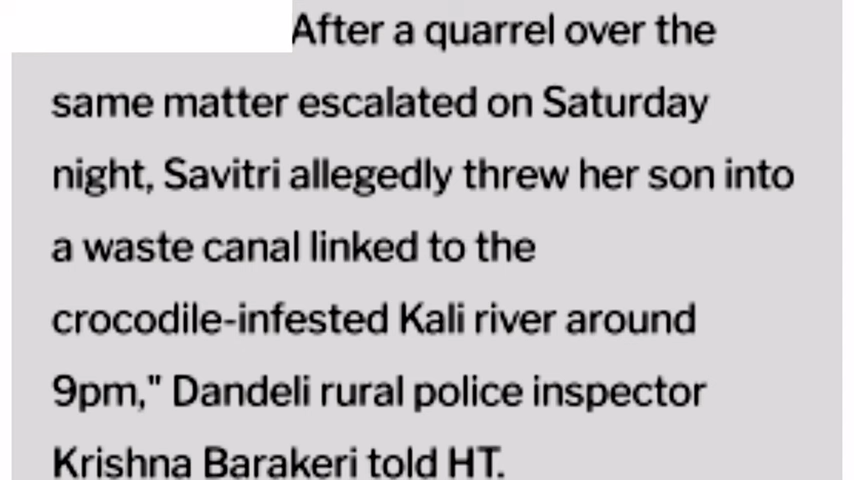 After a quarrel over the
same matter escalated on Saturday
night, Savitri allegedly threw her son into
a waste canal linked to the
crocodile-infested Kali river around
9pm," Dandeli rural police inspector
Krishna Barakeri told HT.